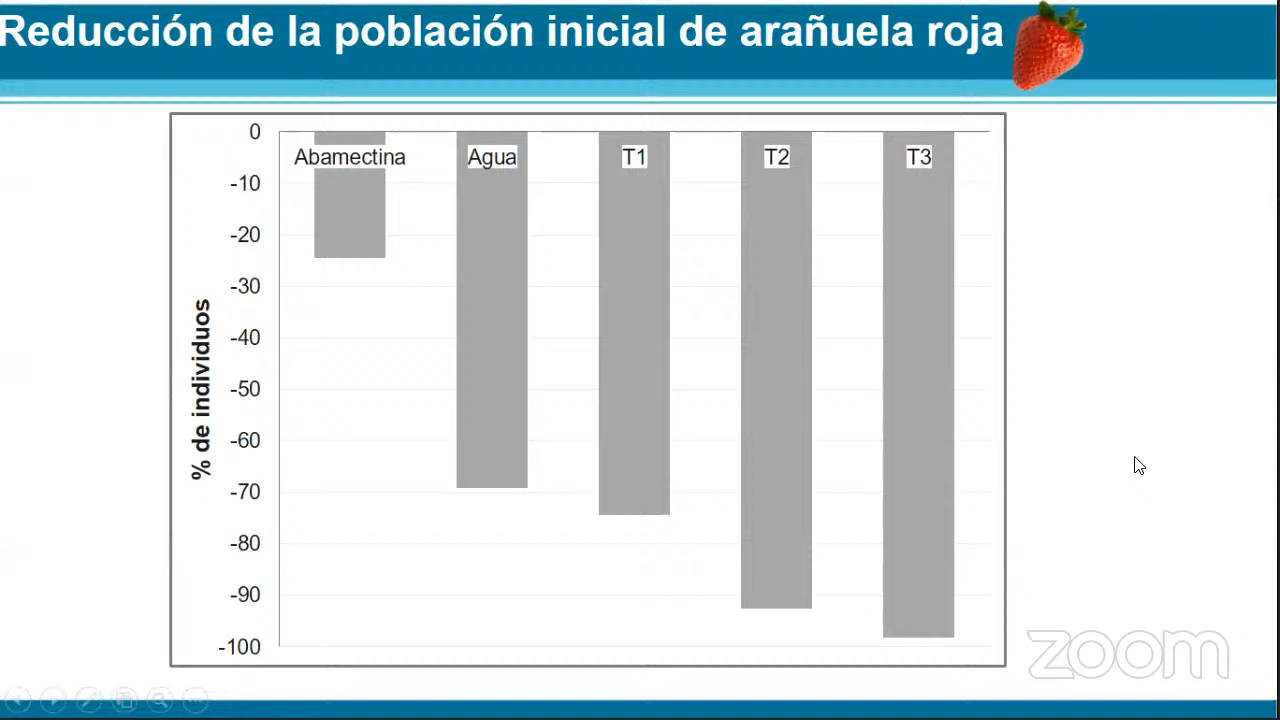 Reducción de la población inicial de arañuela roja
0
Abamectina Agua T1 T2 T3
-10
-20
-30
-40
-50
-60
-70
-80
-90
-100
% de individuos
zoom